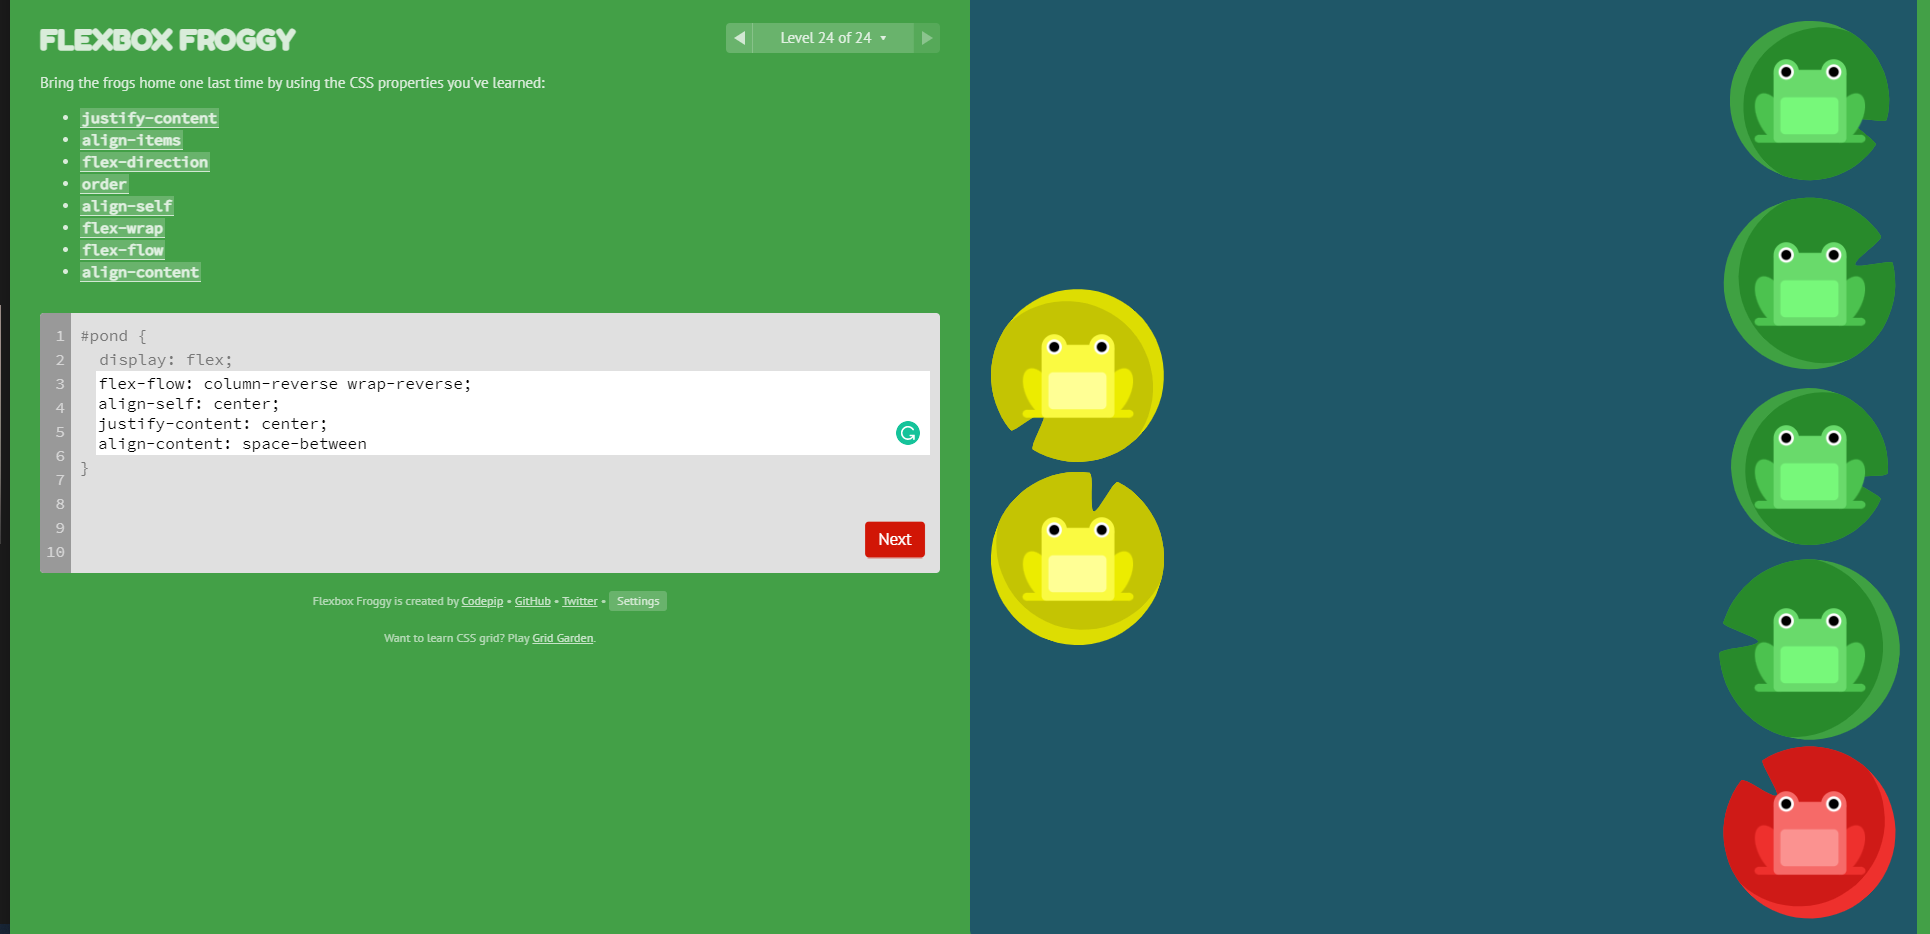 FLEXBOX FROGGY
◀ Level 24 of 24 ▾ ▶
Bring the frogs home one last time by using the CSS properties you've learned:
• justify-content
• align-items
• flex-direction
• order
• align-self
• flex-wrap
• flex-flow
• align-content
1 #pond {
2 display: flex;
3 flex-flow: column-reverse wrap-reverse;
4 align-self: center;
5 justify-content: center;
6 align-content: space-between
7 }
8
9
10
Next
Flexbox Froggy is created by Codepip • GitHub • Twitter • Settings
Want to learn CSS grid? Play Grid Garden.